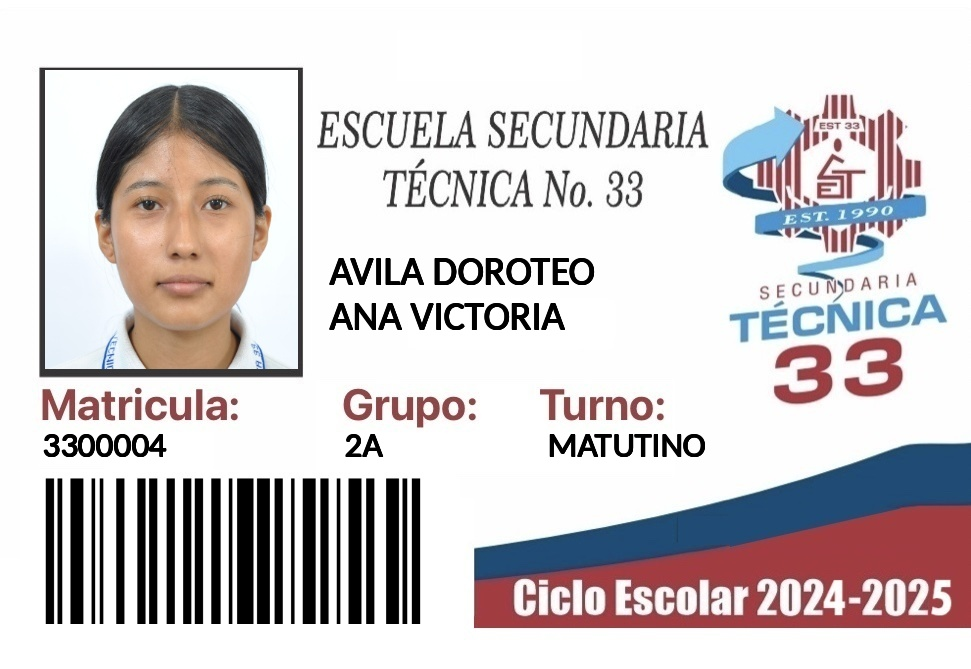 ESCUELA SECUNDARIA
TÉCNICA No. 33
AVILA DOROTEO
ANA VICTORIA
EST 33
EST. 1990
SECUNDARIA
TÉCNICA
33
Matricula: Grupo: Turno:
3300004 2A MATUTINO
Ciclo Escolar 2024-2025